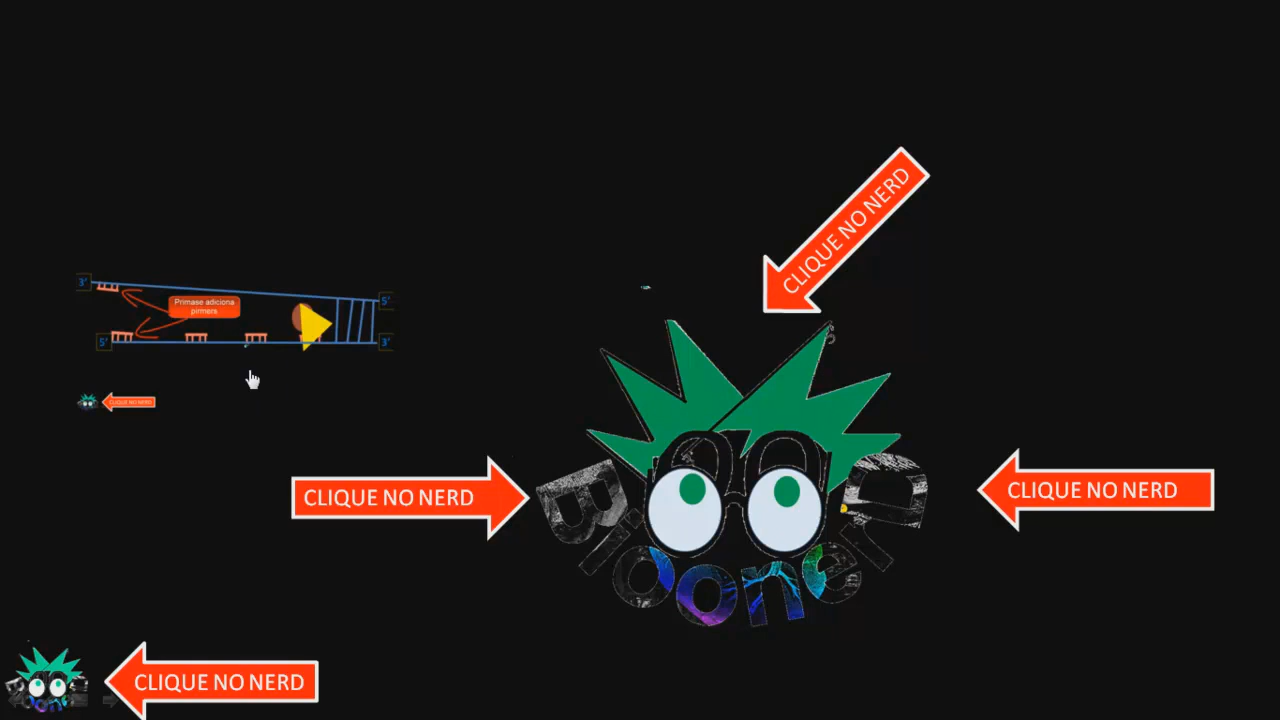 CLIQUE NO NERD
3'
5'
Primase adiciona
pirmers
5'
3'
CLIQUE NO NERD
CLIQUE NO NERD
CLIQUE NO NERD
Bioonerd
CLIQUE NO NERD